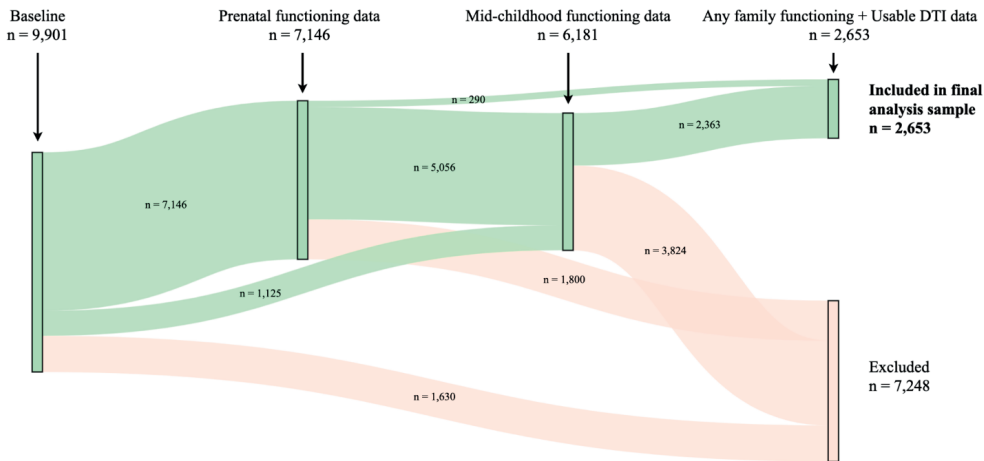 Baseline
n = 9,901
Prenatal functioning data
n = 7,146
Mid-childhood functioning data
n = 6,181
Any family functioning + Usable DTI data
n = 2,653
n = 290
Included in final
analysis sample
n = 2,653
n = 2,363
n = 5,056
n = 7,146
n = 3,824
n = 1,800
n = 1,125
Excluded
n = 7,248
n = 1,630